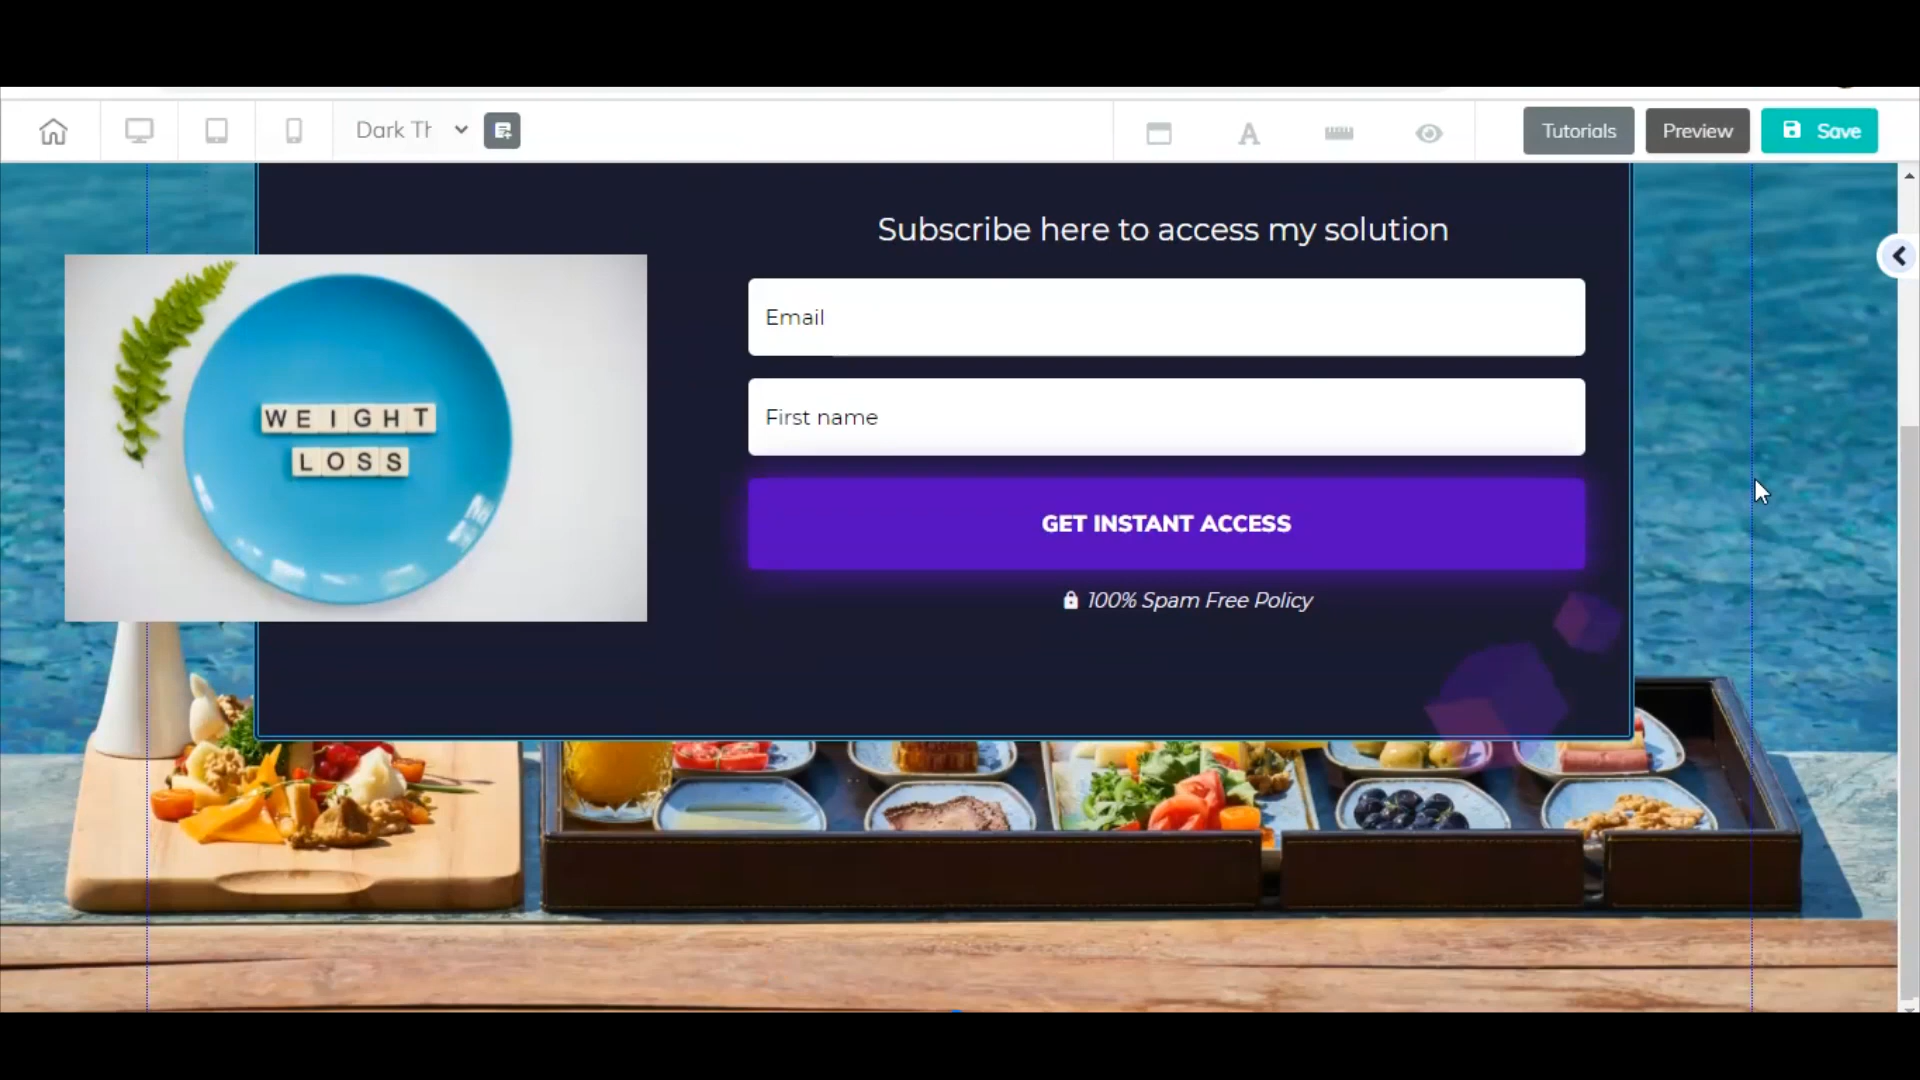 Dark Th
Tutorials
Preview
Save
Subscribe here to access my solution
Email
First name
WEIGHT
LOSS
GET INSTANT ACCESS
100% Spam Free Policy